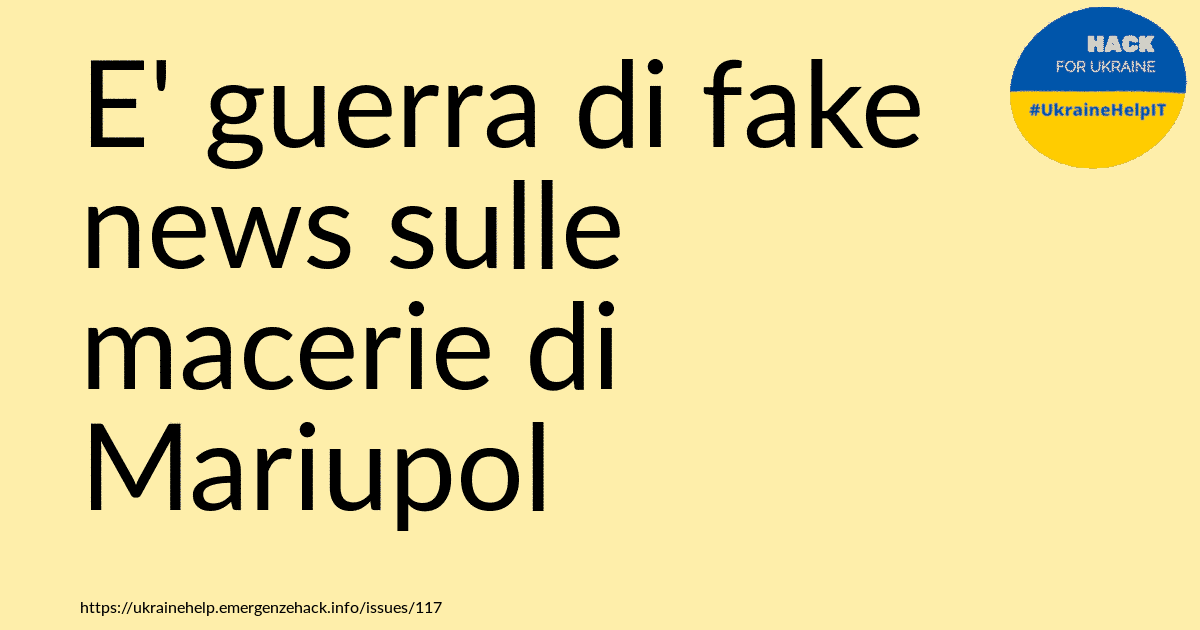 HACK
FOR UKRAINE
#UkraineHelpIT
E' guerra di fake
news sulle
macerie di
Mariupol
https://ukrainehelp.emergenzehack.info/issues/117